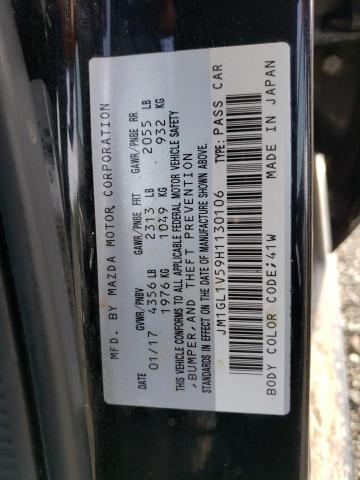 MFD. BY MAZDA MOTOR CORPORATION
DATE GVWR/PNBV GAWR/PNBE FRT GAWR/PNBE RR
01/17 4356 LB 2313 LB 2055 LB
1976 KG 1049 KG 932 KG
THIS VEHICLE CONFORMS TO ALL APPLICABLE FEDERAL MOTOR VEHICLE SAFETY
,BUMPER,AND THEFT PREVENTION
STANDARDS IN EFFECT ON THE DATE OF MANUFACTURE SHOWN ABOVE.
JM1GL1V59H1130106 TYPE: PASS CAR
BODY COLOR CODE:41W MADE IN JAPAN